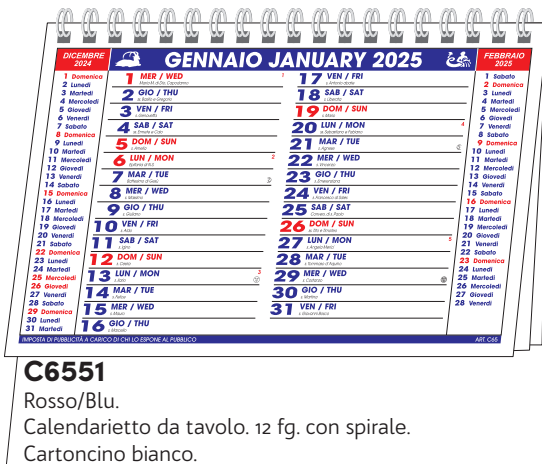 DICEMBRE
2024
GENNAIO JANUARY 2025
FEBBRAIO
2025
1 Domenica
2 Lunedì
3 Martedì
4 Mercoledì
5 Giovedì
6 Venerdì
7 Sabato
8 Domenica
9 Lunedì
10 Martedì
11 Mercoledì
12 Giovedì
13 Venerdì
14 Sabato
15 Domenica
16 Lunedì
17 Martedì
18 Mercoledì
19 Giovedì
20 Venerdì
21 Sabato
22 Domenica
23 Lunedì
24 Martedì
25 Mercoledì
26 Giovedì
27 Venerdì
28 Sabato
29 Domenica
30 Lunedì
31 Martedì
1 MER / WED 1
2 GIO / THU
3 VEN / FRI
4 SAB / SAT
5 DOM / SUN
6 LUN / MON 2
7 MAR / TUE
8 MER / WED
9 GIO / THU
10 VEN / FRI
11 SAB / SAT
12 DOM / SUN
13 LUN / MON 3
14 MAR / TUE
15 MER / WED
16 GIO / THU
17 VEN / FRI
18 SAB / SAT
19 DOM / SUN
20 LUN / MON 4
21 MAR / TUE
22 MER / WED
23 GIO / THU
24 VEN / FRI
25 SAB / SAT
26 DOM / SUN
27 LUN / MON 5
28 MAR / TUE
29 MER / WED
30 GIO / THU
31 VEN / FRI
1 Sabato
2 Domenica
3 Lunedì
4 Martedì
5 Mercoledì
6 Giovedì
7 Venerdì
8 Sabato
9 Domenica
10 Lunedì
11 Martedì
12 Mercoledì
13 Giovedì
14 Venerdì
15 Sabato
16 Domenica
17 Lunedì
18 Martedì
19 Mercoledì
20 Giovedì
21 Venerdì
22 Sabato
23 Domenica
24 Lunedì
25 Martedì
26 Mercoledì
27 Giovedì
28 Venerdì
IMPOSTA DI PUBBLICITÀ A CARICO DI CHI LO ESPONE AL PUBBLICO
ART. C65
C6551
Rosso/Blu.
Calendarietto da tavolo. 12 fg. con spirale.
Cartoncino bianco.